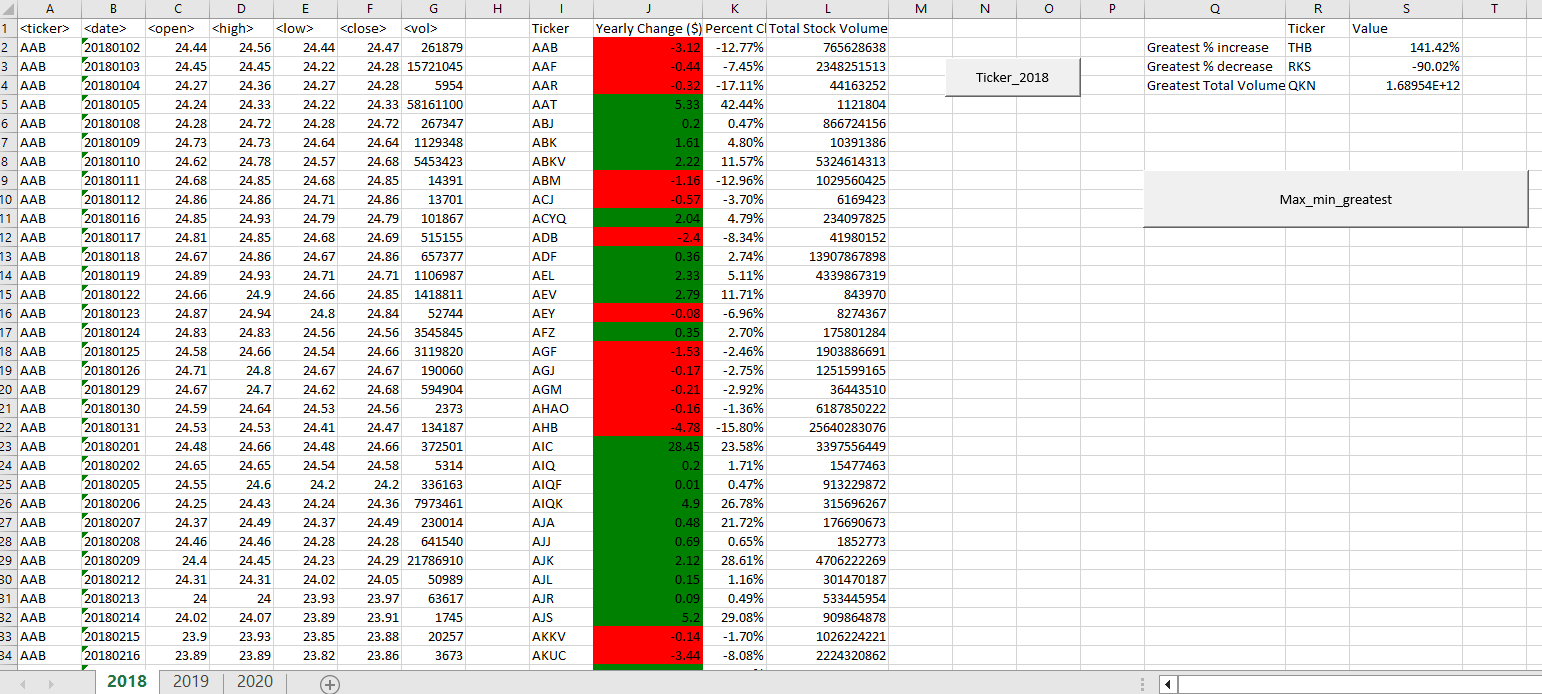 A B C D E F G H I J K L M N O P Q R S T
1 <ticker> <date> <open> <high> <low> <close> <vol> Ticker Yearly Change ($) Percent Cl Total Stock Volume Ticker Value
2 AAB 20180102 24.44 24.56 24.44 24.47 261879 AAB -3.12 -12.77% 765628638 Greatest % increase THB 141.42%
3 AAB 20180103 24.45 24.45 24.22 24.28 15721045 AAF -0.44 -7.45% 2348251513 Greatest % decrease RKS -90.02%
4 AAB 20180104 24.27 24.36 24.27 24.28 5954 AAR -0.32 -17.11% 44163252 Ticker_2018 Greatest Total Volume QKN 1.68954E+12
5 AAB 20180105 24.24 24.33 24.22 24.33 58161100 AAT 5.33 42.44% 1121804
6 AAB 20180108 24.28 24.72 24.28 24.72 267347 ABJ 0.2 0.47% 866724156
7 AAB 20180109 24.73 24.73 24.64 24.64 1129348 ABK 1.61 4.80% 10391386
8 AAB 20180110 24.62 24.78 24.57 24.68 5453423 ABKV 2.22 11.57% 5324614313
9 AAB 20180111 24.68 24.85 24.68 24.85 14391 ABM -1.16 -12.96% 1029560425
10 AAB 20180112 24.86 24.86 24.71 24.86 13701 ACJ -0.57 -3.70% 6169423 Max_min_greatest
11 AAB 20180116 24.85 24.93 24.79 24.79 101867 ACYQ 2.04 4.79% 234097825
12 AAB 20180117 24.81 24.85 24.68 24.69 515155 ADB -2.4 -8.34% 41980152
13 AAB 20180118 24.67 24.86 24.67 24.86 657377 ADF 0.36 2.74% 13907867898
14 AAB 20180119 24.89 24.93 24.71 24.71 1106987 AEL 2.33 5.11% 4339867319
15 AAB 20180122 24.66 24.9 24.66 24.85 1418811 AEV 2.79 11.71% 843970
16 AAB 20180123 24.87 24.94 24.8 24.84 52744 AEY -0.08 -6.96% 8274367
17 AAB 20180124 24.83 24.83 24.56 24.56 3545845 AFZ 0.35 2.70% 175801284
18 AAB 20180125 24.58 24.66 24.54 24.66 3119820 AGF -1.53 -2.46% 1903886691
19 AAB 20180126 24.71 24.8 24.67 24.67 190060 AGJ -0.17 -2.75% 1251599165
20 AAB 20180129 24.67 24.7 24.62 24.68 594904 AGM -0.21 -2.92% 36443510
21 AAB 20180130 24.59 24.64 24.53 24.56 2373 AHAO -0.16 -1.36% 6187850222
22 AAB 20180131 24.53 24.53 24.41 24.47 134187 AHB -4.78 -15.80% 25640283076
23 AAB 20180201 24.48 24.66 24.48 24.66 372501 AIC 28.45 23.58% 3397556449
24 AAB 20180202 24.65 24.65 24.54 24.58 5314 AIQ 0.2 1.71% 15477463
25 AAB 20180205 24.55 24.6 24.2 24.2 336163 AIQF 0.01 0.47% 913229872
26 AAB 20180206 24.25 24.43 24.24 24.36 7973461 AIQK 4.9 26.78% 315696267
27 AAB 20180207 24.37 24.49 24.37 24.49 230014 AJA 0.48 21.72% 176690673
28 AAB 20180208 24.46 24.46 24.28 24.28 641540 AJJ 0.69 0.65% 1852773
29 AAB 20180209 24.4 24.45 24.23 24.29 21786910 AJK 2.12 28.61% 4706222269
30 AAB 20180212 24.31 24.31 24.02 24.05 50989 AJL 0.15 1.16% 301470187
31 AAB 20180213 24 24 23.93 23.97 63617 AJR 0.09 0.49% 533445954
32 AAB 20180214 24.02 24.07 23.89 23.91 1745 AJS 5.2 29.08% 909864878
33 AAB 20180215 23.9 23.93 23.85 23.88 20257 AKKV -0.14 -1.70% 1026224221
34 AAB 20180216 23.89 23.89 23.82 23.86 3673 AKUC -3.44 -8.08% 2224320862
2018 2019 2020